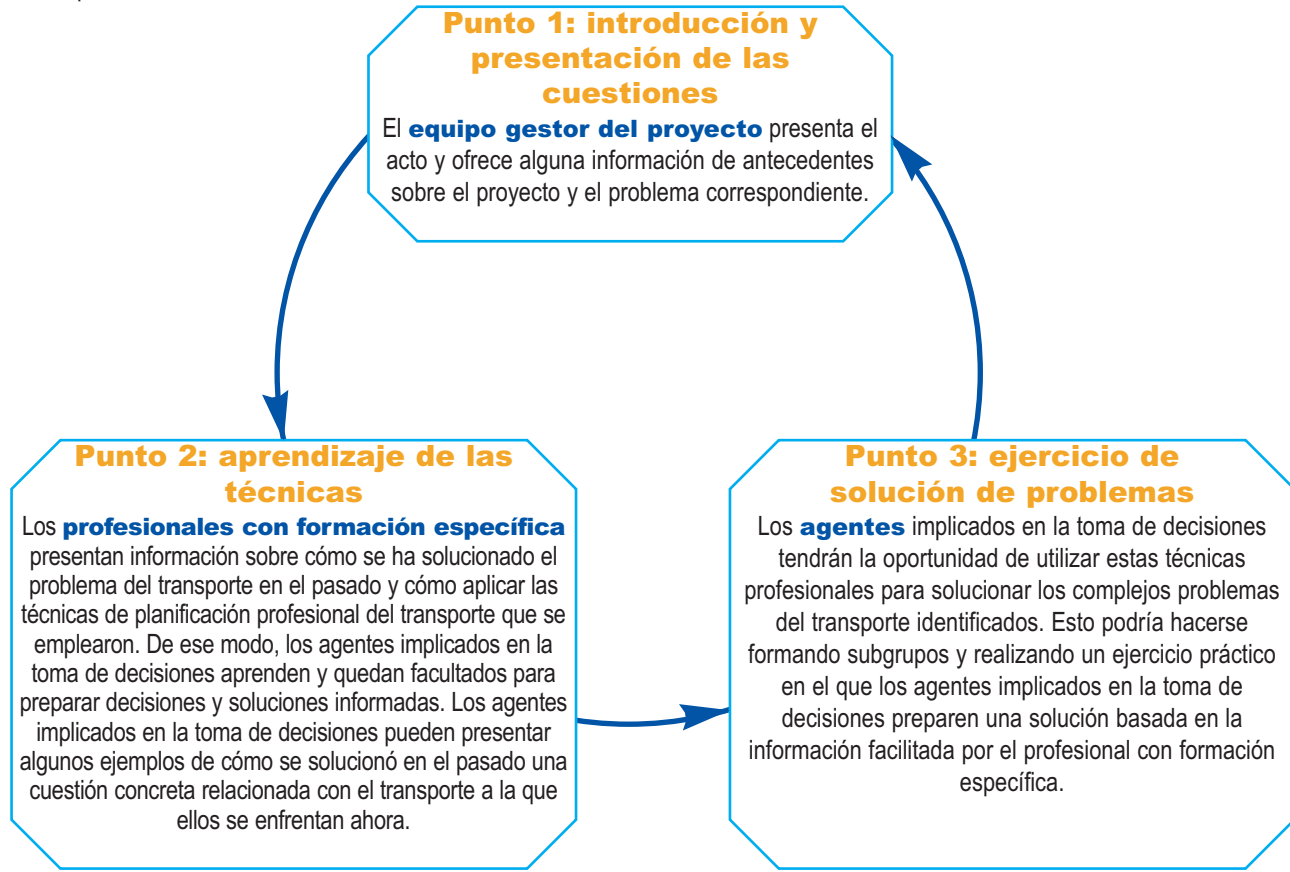 Punto 1: introducción y
presentación de las
cuestiones
El equipo gestor del proyecto presenta el
acto y ofrece alguna información de antecedentes
sobre el proyecto y el problema correspondiente.
Punto 2: aprendizaje de las
técnicas
Los profesionales con formación específica
presentan información sobre cómo se ha solucionado el
problema del transporte en el pasado y cómo aplicar las
técnicas de planificación profesional del transporte que se
emplearon. De ese modo, los agentes implicados en la
toma de decisiones aprenden y quedan facultados para
preparar decisiones y soluciones informadas. Los agentes
implicados en la toma de decisiones pueden presentar
algunos ejemplos de cómo se solucionó en el pasado una
cuestión concreta relacionada con el transporte a la que
ellos se enfrentan ahora.
Punto 3: ejercicio de
solución de problemas
Los agentes implicados en la toma de decisiones
tendrán la oportunidad de utilizar estas técnicas
profesionales para solucionar los complejos problemas
del transporte identificados. Esto podría hacerse
formando subgrupos y realizando un ejercicio práctico
en el que los agentes implicados en la toma de
decisiones preparen una solución basada en la
información facilitada por el profesional con formación
específica.